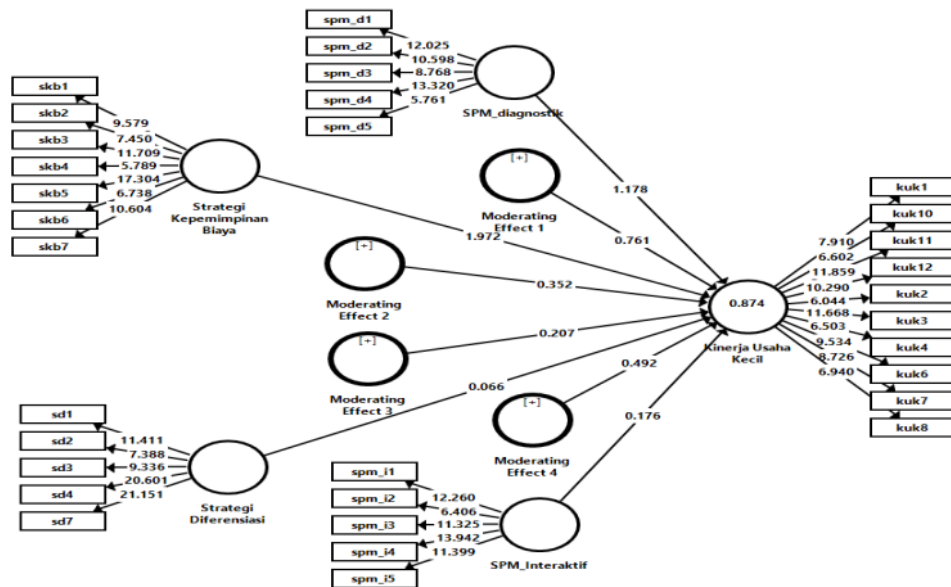 spm_d1
spm_d2
spm_d3
spm_d4
spm_d5
12.025
10.598
8.768
13.320
5.761
SPM_diagnostik
skb1
skb2
skb3
skb4
skb5
skb6
skb7
9.579
7.450
11.709
5.789
17.304
6.738
10.604
Strategi
Kepemimpinan
Biaya
[+]
Moderating
Effect 1
1.178
0.761
1.972
[+]
Moderating
Effect 2
0.352
[+]
Moderating
Effect 3
0.207
0.066
[+]
Moderating
Effect 4
0.492
0.176
0.874
Kinerja Usaha
Kecil
7.910
6.602
11.859
10.290
6.044
11.668
6.503
9.534
8.726
6.940
kuk1
kuk10
kuk11
kuk12
kuk2
kuk3
kuk4
kuk6
kuk7
kuk8
sd1
sd2
sd3
sd4
sd7
11.411
7.388
9.336
20.601
21.151
Strategi
Diferensiasi
spm_i1
spm_i2
spm_i3
spm_i4
spm_i5
12.260
6.406
11.325
13.942
11.399
SPM_Interaktif